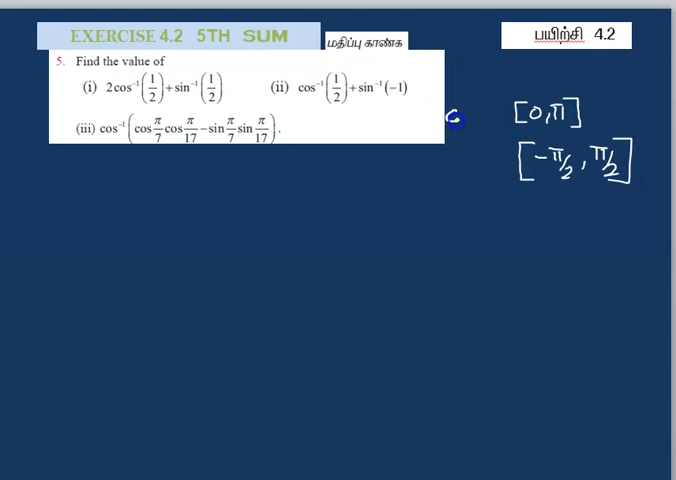 EXERCISE 4.2 5TH SUM
மதிப்பு காண்க
பயிற்சி 4.2
5. Find the value of
(i) 2cos⁻¹(1/2)+sin⁻¹(1/2) (ii) cos⁻¹(1/2)+sin⁻¹(−1)
(iii) cos⁻¹(cos π/7 cos π/17 − sin π/7 sin π/17).
[0,π]
[−π/2, π/2]